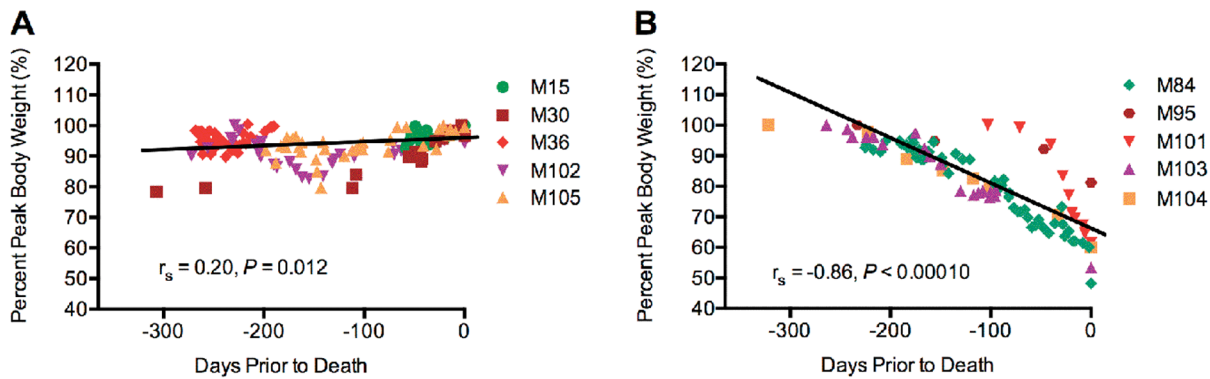 A
Percent Peak Body Weight (%)
120
110
100
90
80
70
60
50
40
-300
-200
-100
0
Days Prior to Death
rs = 0.20, P = 0.012
M15
M30
M36
M102
M105
B
Percent Peak Body Weight (%)
120
110
100
90
80
70
60
50
40
-300
-200
-100
0
Days Prior to Death
rs = -0.86, P < 0.00010
M84
M95
M101
M103
M104